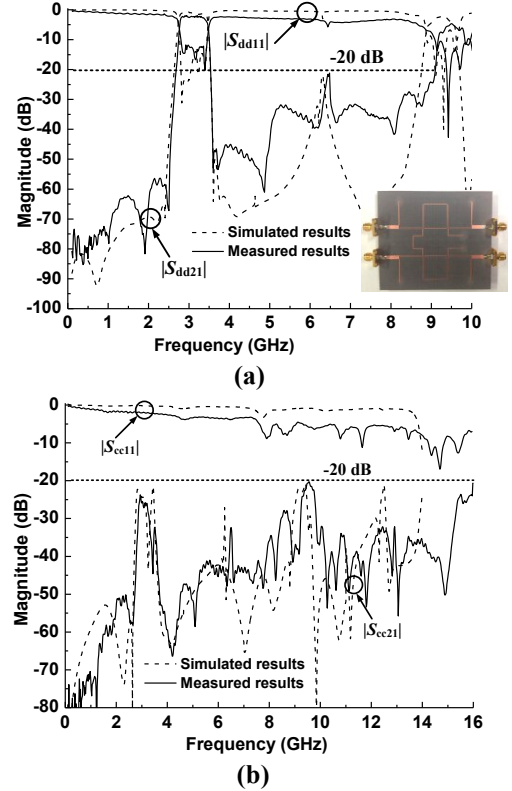 0
-10
-20
-30
-40
-50
-60
-70
-80
-90
-100
Magnitude (dB)
|Sdd11|
-20 dB
Simulated results
Measured results
|Sdd21|
0 1 2 3 4 5 6 7 8 9 10
Frequency (GHz)
(a)
0
-10
-20
-30
-40
-50
-60
-70
-80
Magnitude (dB)
|Scc11|
-20 dB
|Scc21|
Simulated results
Measured results
0 2 4 6 8 10 12 14 16
Frequency (GHz)
(b)